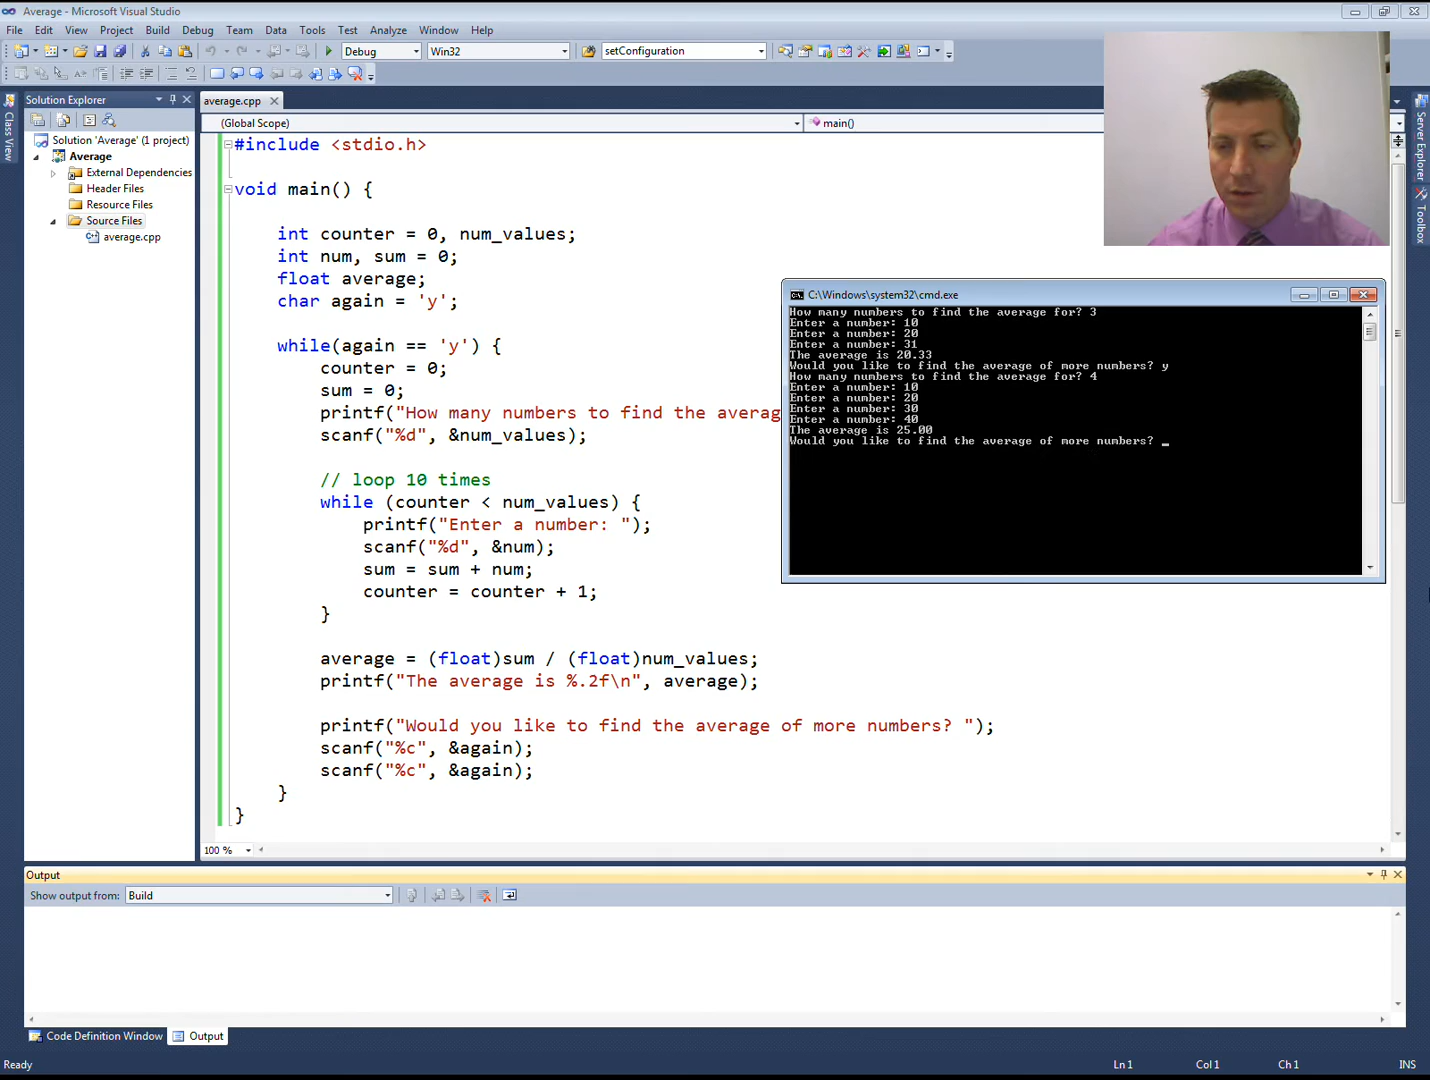 Average - Microsoft Visual Studio
File Edit View Project Build Debug Team Data Tools Test Analyze Window Help
Debug Win32 setConfiguration
Solution Explorer
average.cpp
(Global Scope) main()
Class View
Server Explorer
Toolbox
Solution 'Average' (1 project)
Average
External Dependencies
Header Files
Resource Files
Source Files
average.cpp
#include <stdio.h>
void main() {
int counter = 0, num_values;
int num, sum = 0;
float average;
char again = 'y';
while(again == 'y') {
counter = 0;
sum = 0;
printf("How many numbers to find the averag
scanf("%d", &num_values);
// loop 10 times
while (counter < num_values) {
printf("Enter a number: ");
scanf("%d", &num);
sum = sum + num;
counter = counter + 1;
}
average = (float)sum / (float)num_values;
printf("The average is %.2f\n", average);
printf("Would you like to find the average of more numbers? ");
scanf("%c", &again);
scanf("%c", &again);
}
}
100 %
C:\Windows\system32\cmd.exe
How many numbers to find the average for? 3
Enter a number: 10
Enter a number: 20
Enter a number: 31
The average is 20.33
Would you like to find the average of more numbers? y
How many numbers to find the average for? 4
Enter a number: 10
Enter a number: 20
Enter a number: 30
Enter a number: 40
The average is 25.00
Would you like to find the average of more numbers? _
Output
Show output from: Build
Code Definition Window Output
Ready Ln 1 Col 1 Ch 1 INS